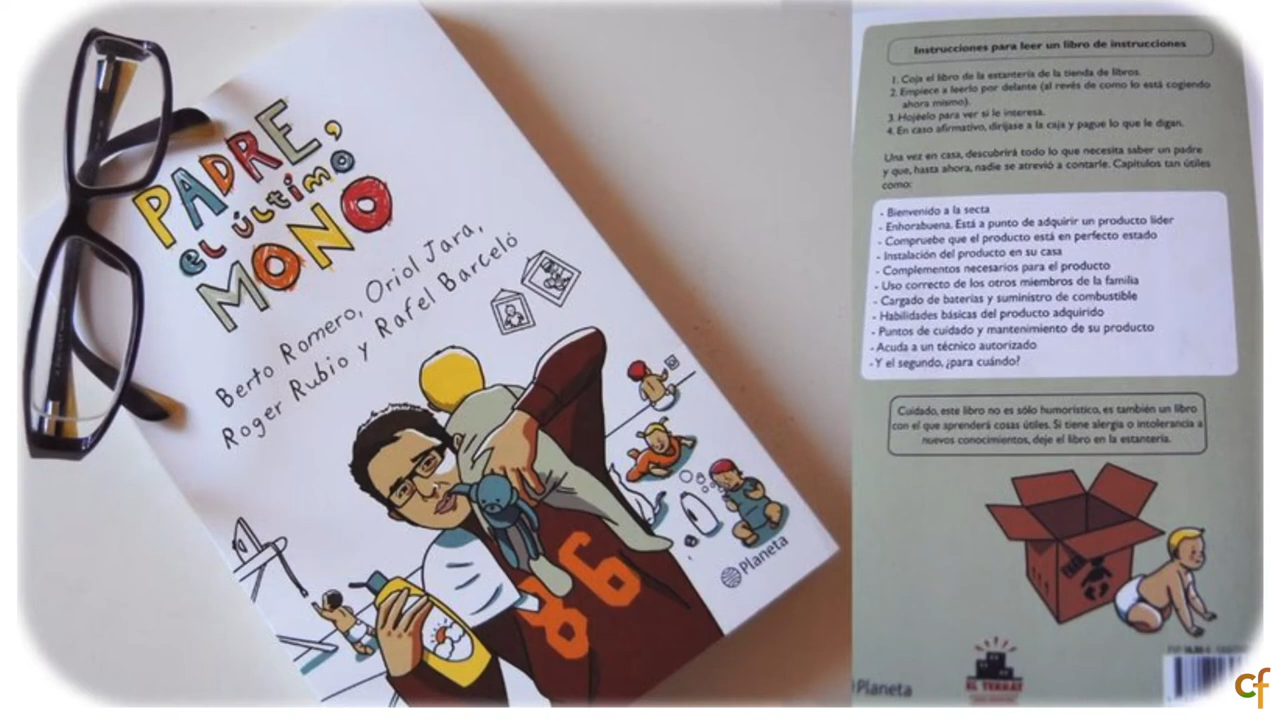 PADRE,
EL ÚLTIMO
MONO
Berto Romero, Oriol Jara,
Roger Rubio y Rafel Barceló
86
Planeta
Instrucciones para leer un libro de instrucciones
1. Coja el libro de la estantería de la tienda de libros.
2. Empiece a leerlo por delante (al revés de como lo está cogiendo
ahora mismo).
3. Hojéelo para ver si le interesa.
4. En caso afirmativo, diríjase a la caja y pague lo que le digan.
Una vez en casa, descubrirá todo lo que necesita saber un padre
y que, hasta ahora, nadie se atrevió a contarle. Capítulos tan útiles
como:
- Bienvenido a la secta
- Enhorabuena. Está a punto de adquirir un producto líder
- Compruebe que el producto está en perfecto estado
- Instalación del producto en su casa
- Complementos necesarios para el producto
- Uso correcto de los otros miembros de la familia
- Cargado de baterías y suministro de combustible
- Habilidades básicas del producto adquirido
- Puntos de cuidado y mantenimiento de su producto
- Acuda a un técnico autorizado
- Y el segundo, ¿para cuándo?
Cuidado, este libro no es sólo humorístico, es también un libro
con el que aprenderá cosas útiles. Si tiene alergia o intolerancia a
nuevos conocimientos, deje el libro en la estantería.
Planeta
EL TERRAT
cf